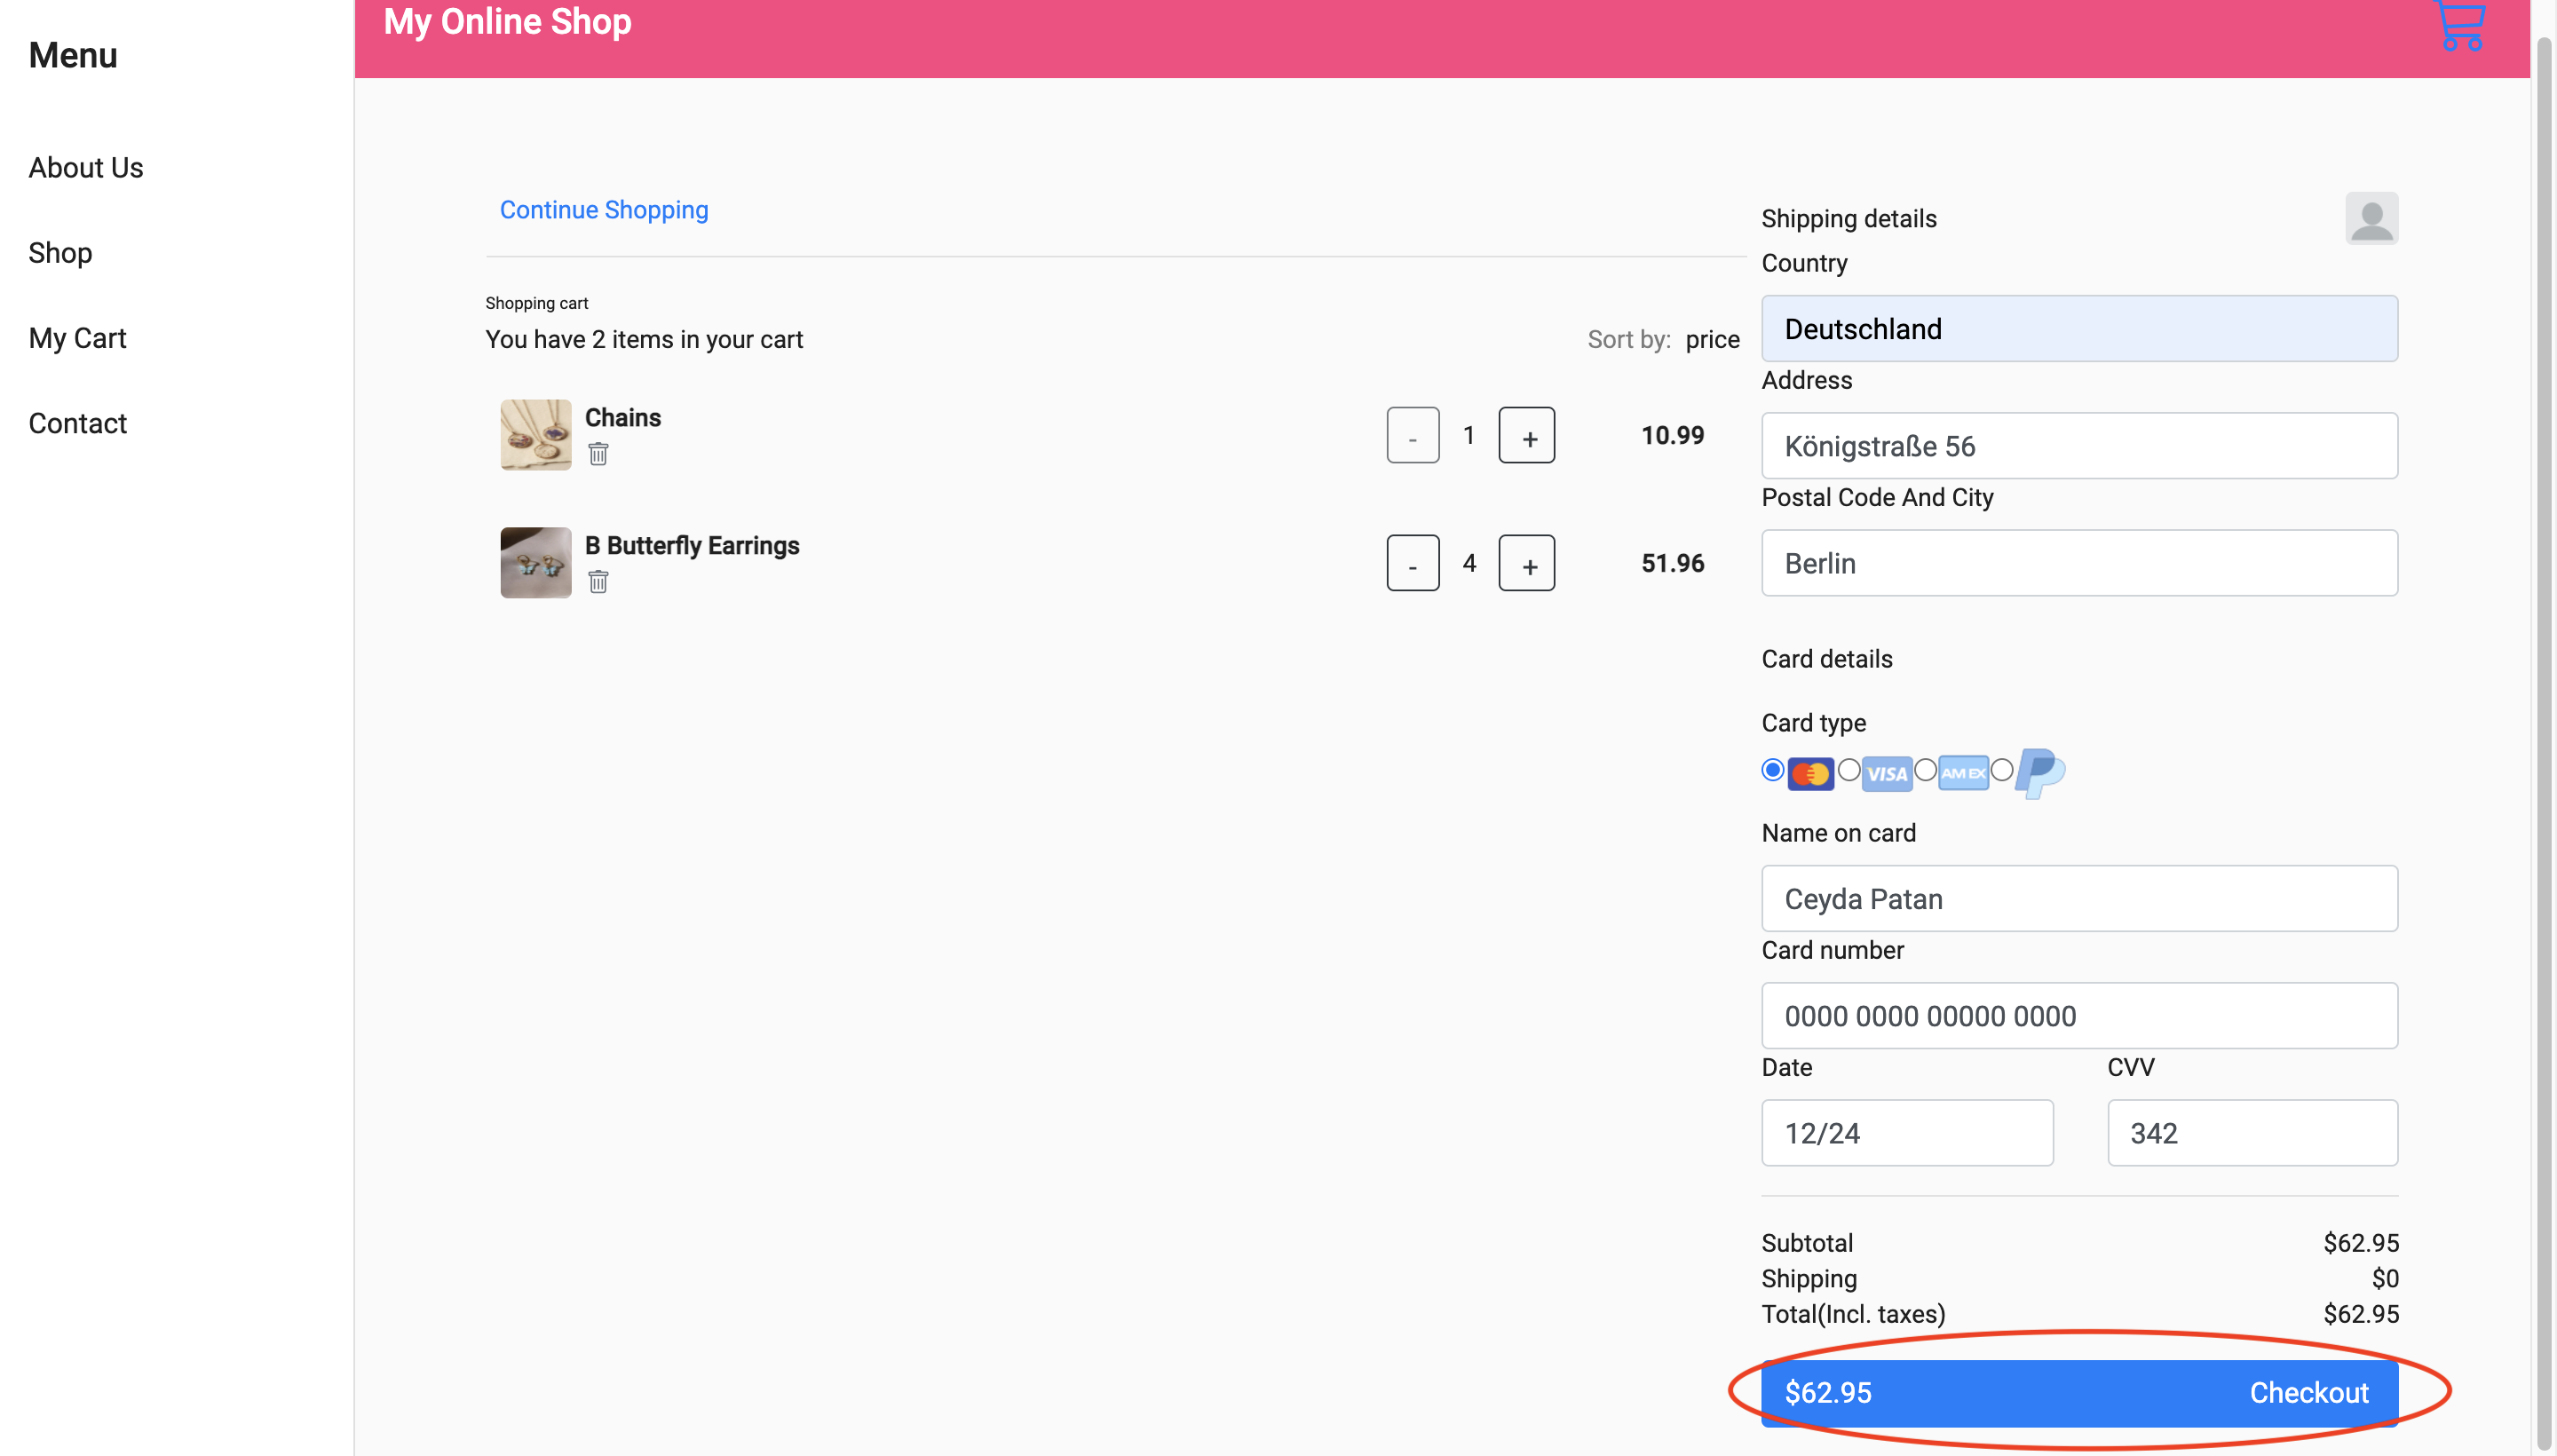 My Online Shop
Menu
About Us
Shop
My Cart
Contact
Continue Shopping
Shopping cart
You have 2 items in your cart
Sort by: price
Chains
- 1 + 10.99
B Butterfly Earrings
- 4 + 51.96
Shipping details
Country
Deutschland
Address
Königstraße 56
Postal Code And City
Berlin
Card details
Card type
VISA AM EX
Name on card
Ceyda Patan
Card number
0000 0000 00000 0000
Date CVV
12/24 342
Subtotal $62.95
Shipping $0
Total(Incl. taxes) $62.95
$62.95 Checkout